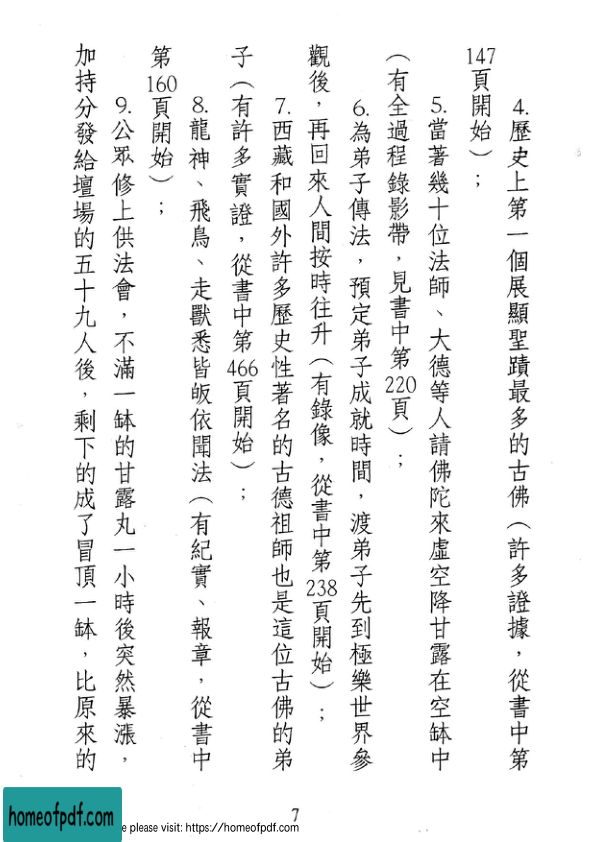 4.歷史上第一個展顯聖蹟最多的古佛（許多證據，從書中第
147頁開始）；
5.當著幾十位法師、大德等人請佛陀來虛空降甘露在空缽中
（有全過程錄影帶，見書中第220頁）；
6.為弟子傳法，預定弟子成就時間，渡弟子先到極樂世界參
觀後，再回來人間按時往升（有錄像，從書中第238頁開始）；
7.西藏和國外許多歷史性著名的古德祖師也是這位古佛的弟
子（有許多實證，從書中第466頁開始）；
8.龍神、飛鳥、走獸悉皆皈依聞法（有紀實、報章，從書中
第160頁開始）；
9.公眾修上供法會，不滿一缽的甘露丸一小時後突然暴漲，
加持分發給壇場的五十九人後，剩下的成了冒頂一缽，比原來的
7
homeofpdf.com
e please visit: https://homeofpdf.com